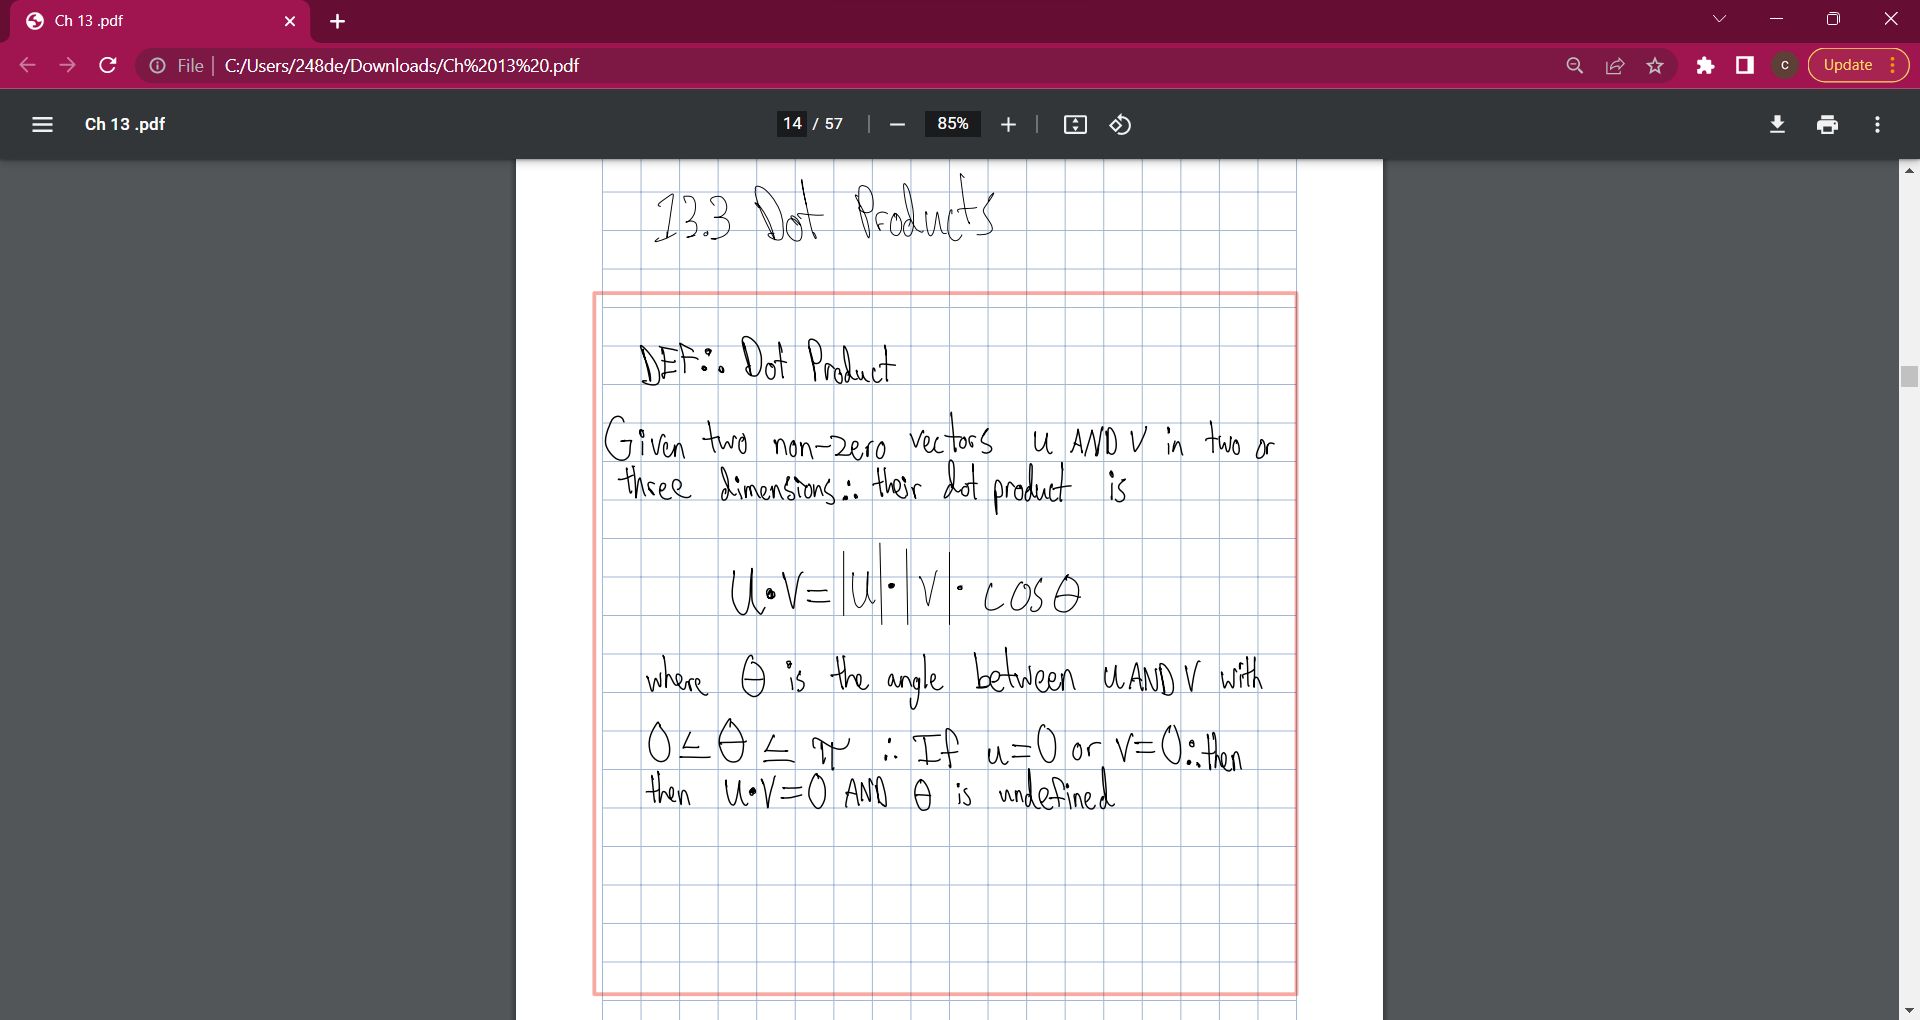 Ch 13 .pdf
File | C:/Users/248de/Downloads/Ch%2013%20.pdf
C
Update
Ch 13 .pdf
14 / 57
85%
13.3 Dot Products
DEF:. Dot Product
Given two non-zero vectors u AND V in two or
three dimensions ∴ their dot product is
U•V=|U|•|V|• cosθ
where θ is the angle between U AND V with
0≤θ≤π ∴ If u=0 or V=0 ∴ then
then U•V=0 AND θ is undefined